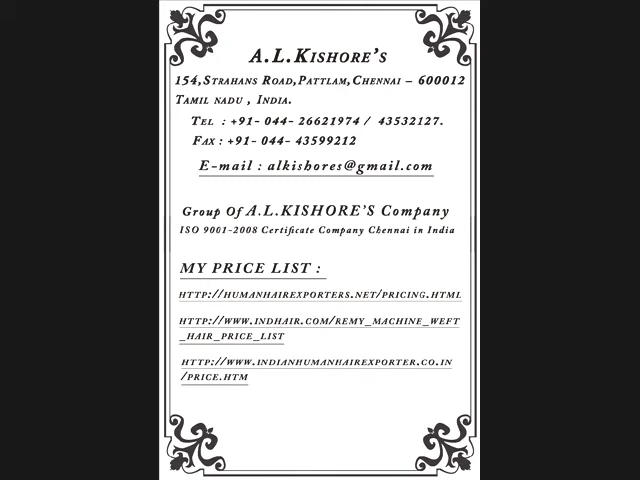 A.L.KISHORE'S
154,STRAHANS ROAD,PATTLAM,CHENNAI – 600012
TAMIL NADU , INDIA.
TEL : +91- 044- 26621974 / 43532127.
FAX : +91- 044- 43599212
E-mail : alkishores@gmail.com
Group Of A.L.KISHORE'S Company
ISO 9001-2008 Certificate Company Chennai in India
MY PRICE LIST :
HTTP://HUMANHAIREXPORTERS.NET/PRICING.HTML
HTTP://WWW.INDHAIR.COM/REMY_MACHINE_WEFT
_HAIR_PRICE_LIST
HTTP://WWW.INDIANHUMANHAIREXPORTER.CO.IN
/PRICE.HTM